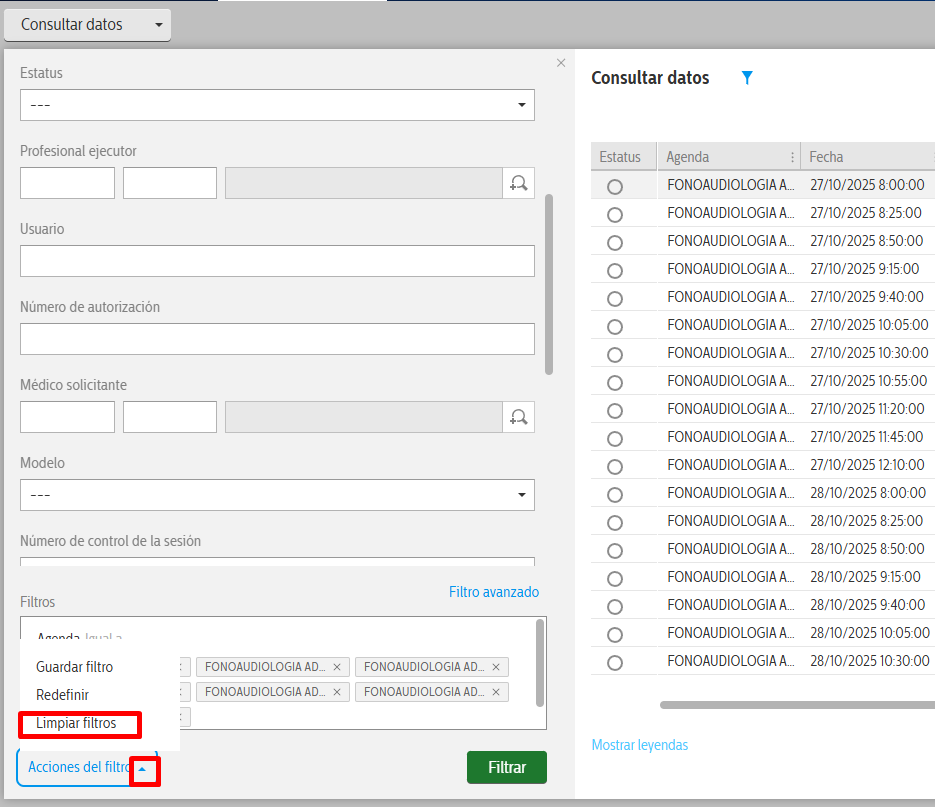 Consultar datos
Estatus
---
Profesional ejecutor
Usuario
Número de autorización
Médico solicitante
Modelo
---
Número de control de la sesión
Filtro avanzado
Filtros
Agenda Igual a
Guardar filtro
FONOAUDIOLOGIA AD... × FONOAUDIOLOGIA AD... ×
Redefinir
FONOAUDIOLOGIA AD... × FONOAUDIOLOGIA AD... ×
Limpiar filtros
Acciones del filtro
Filtrar
Consultar datos
Estatus Agenda Fecha
FONOAUDIOLOGIA A... 27/10/2025 8:00:00
FONOAUDIOLOGIA A... 27/10/2025 8:25:00
FONOAUDIOLOGIA A... 27/10/2025 8:50:00
FONOAUDIOLOGIA A... 27/10/2025 9:15:00
FONOAUDIOLOGIA A... 27/10/2025 9:40:00
FONOAUDIOLOGIA A... 27/10/2025 10:05:00
FONOAUDIOLOGIA A... 27/10/2025 10:30:00
FONOAUDIOLOGIA A... 27/10/2025 10:55:00
FONOAUDIOLOGIA A... 27/10/2025 11:20:00
FONOAUDIOLOGIA A... 27/10/2025 11:45:00
FONOAUDIOLOGIA A... 27/10/2025 12:10:00
FONOAUDIOLOGIA A... 28/10/2025 8:00:00
FONOAUDIOLOGIA A... 28/10/2025 8:25:00
FONOAUDIOLOGIA A... 28/10/2025 8:50:00
FONOAUDIOLOGIA A... 28/10/2025 9:15:00
FONOAUDIOLOGIA A... 28/10/2025 9:40:00
FONOAUDIOLOGIA A... 28/10/2025 10:05:00
FONOAUDIOLOGIA A... 28/10/2025 10:30:00
Mostrar leyendas